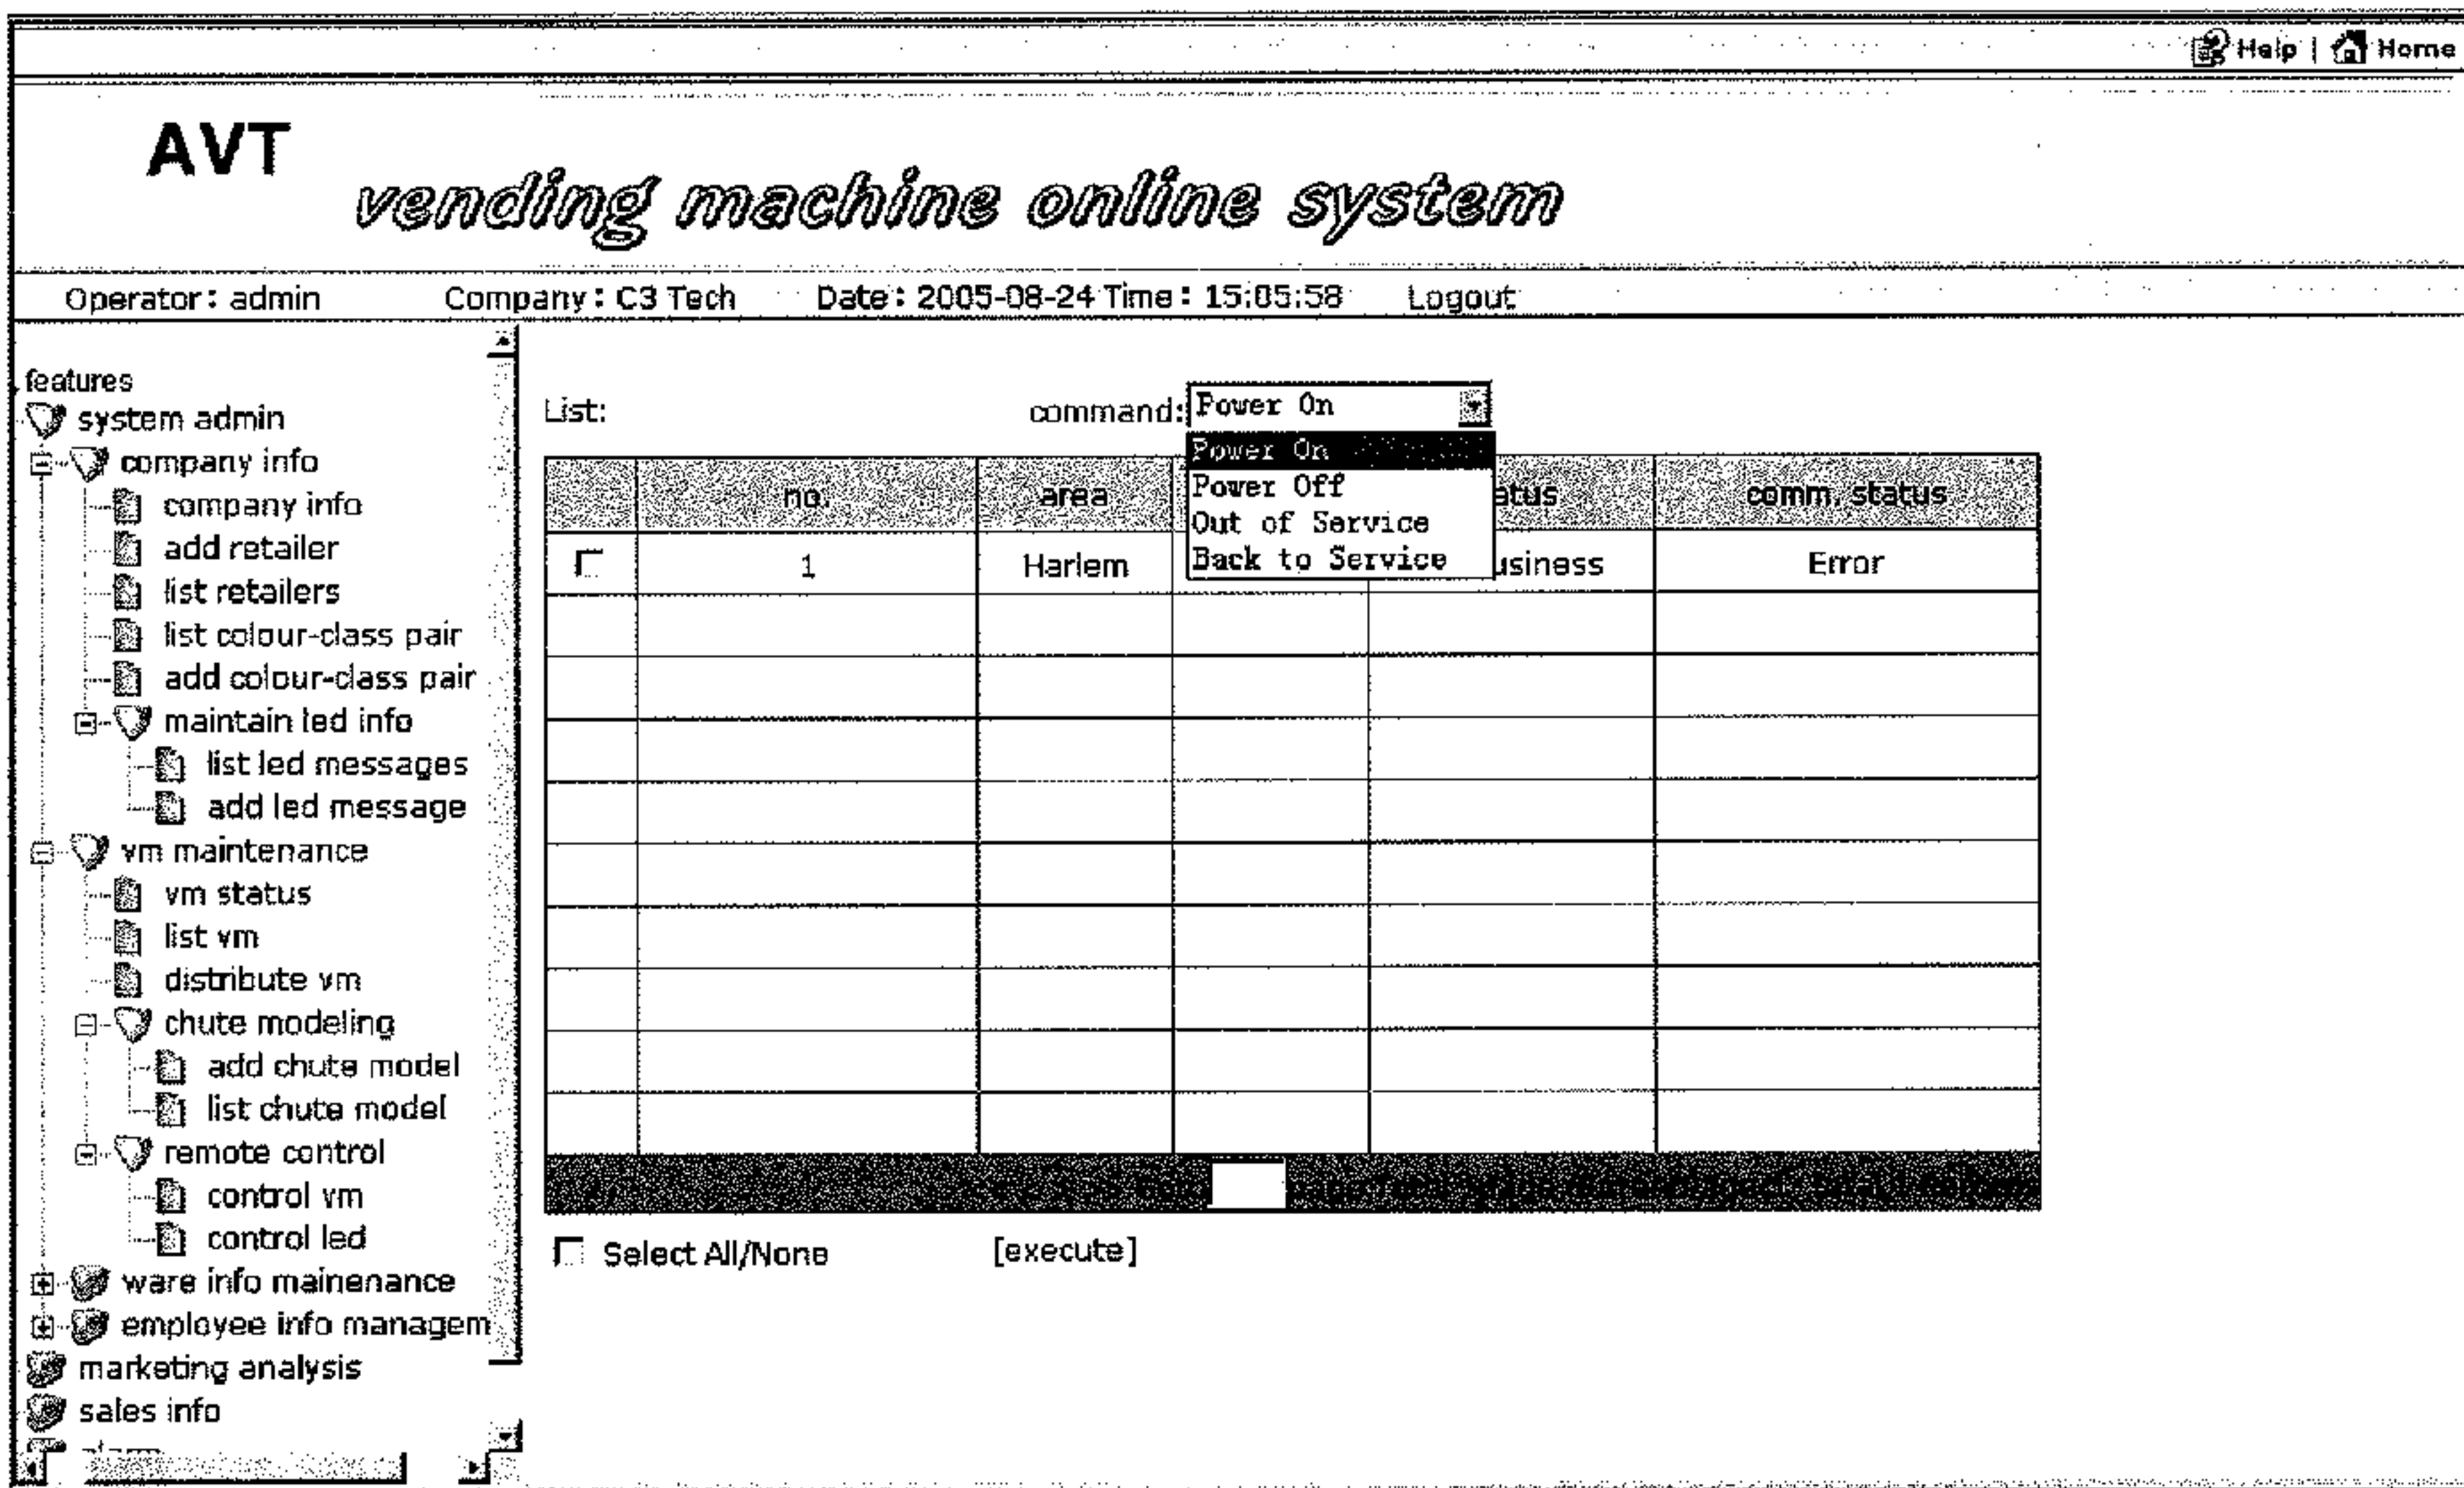 Help | Home
AVT
vending machine online system
Operator: admin Company: C3 Tech Date: 2005-08-24 Time: 15:05:58 Logout
features
system admin
company info
company info
add retailer
list retailers
list colour-class pair
add colour-class pair
maintain led info
list led messages
add led message
vm maintenance
vm status
list vm
distribute vm
chute modeling
add chute model
list chute model
remote control
control vm
control led
ware info mainenance
employee info managem
marketing analysis
sales info
List: command: Power On
Power On
Power Off
Out of Service
Back to Service
no. area atus comm. status
1 Harlem usiness Error
Select All/None [execute]